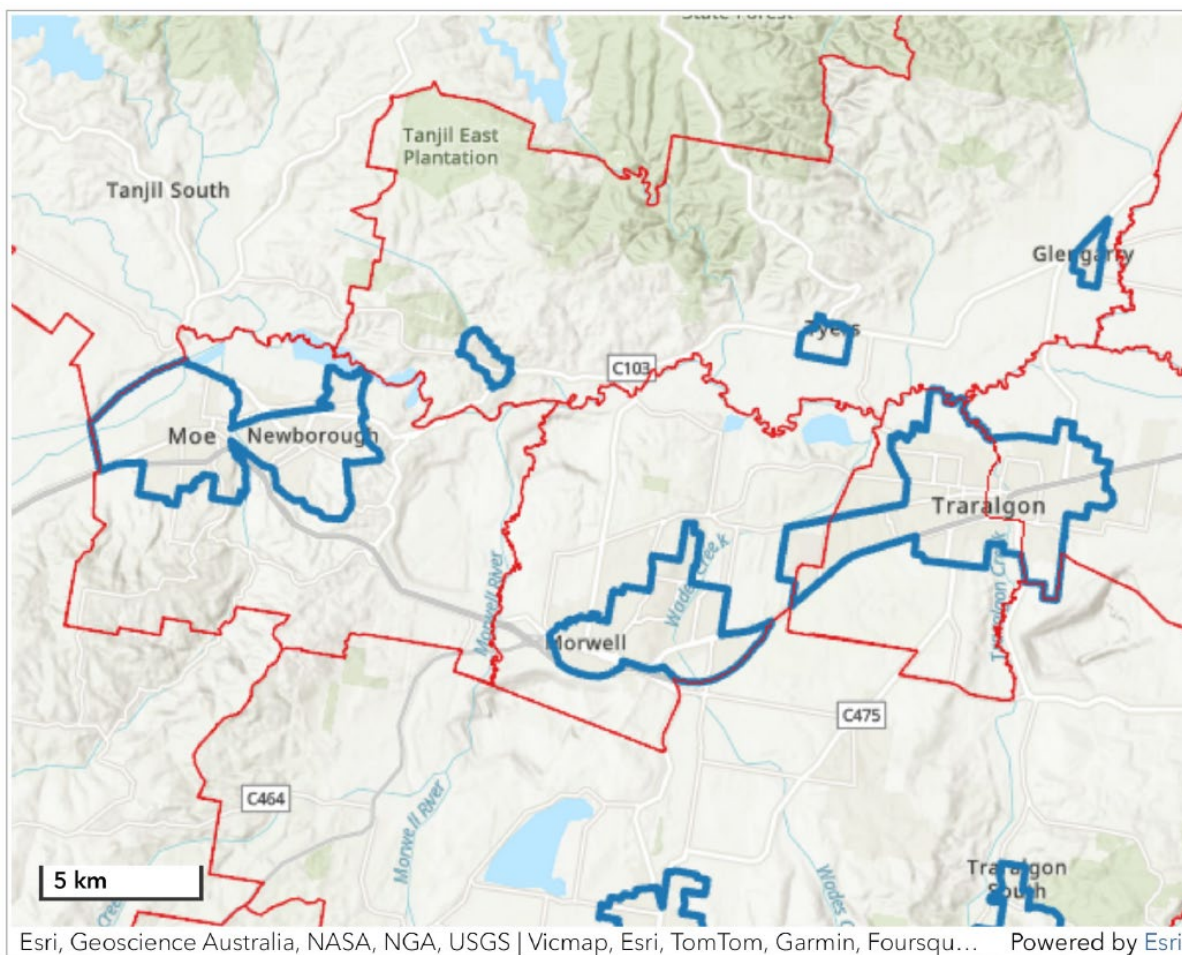 State Forest
Tanjil East
Plantation
Tanjil South
Glengarry
Tyers
C103
Moe
Newborough
Traralgon
Wades Creek
Morwell River
Traralgon Creek
Morwell
C475
C464
Morwell River
5 km
Traralgon
South
Creek
Wades C
Esri, Geoscience Australia, NASA, NGA, USGS | Vicmap, Esri, TomTom, Garmin, Foursqu...
Powered by Esri